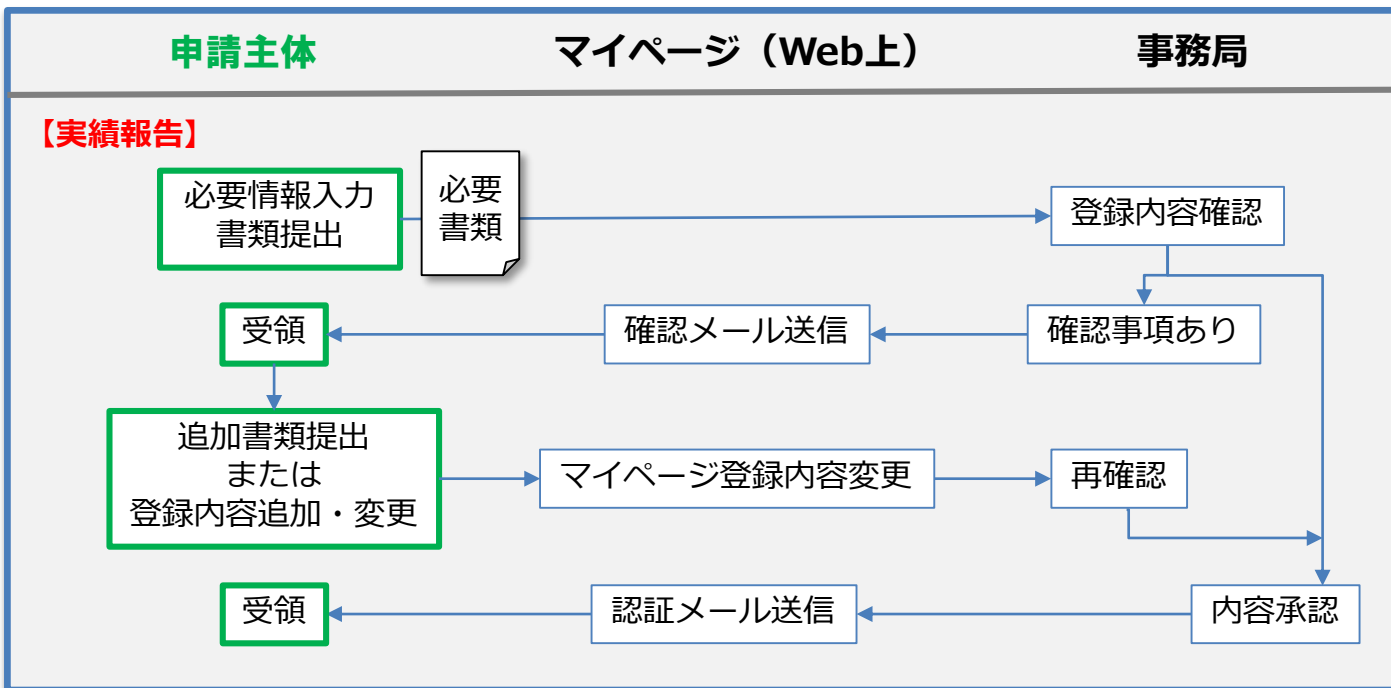 申請主体
マイページ（Web上）
事務局
【実績報告】
必要情報入力
書類提出
必要
書類
登録内容確認
受領
確認メール送信
確認事項あり
追加書類提出
または
登録内容追加・変更
マイページ登録内容変更
再確認
受領
認証メール送信
内容承認